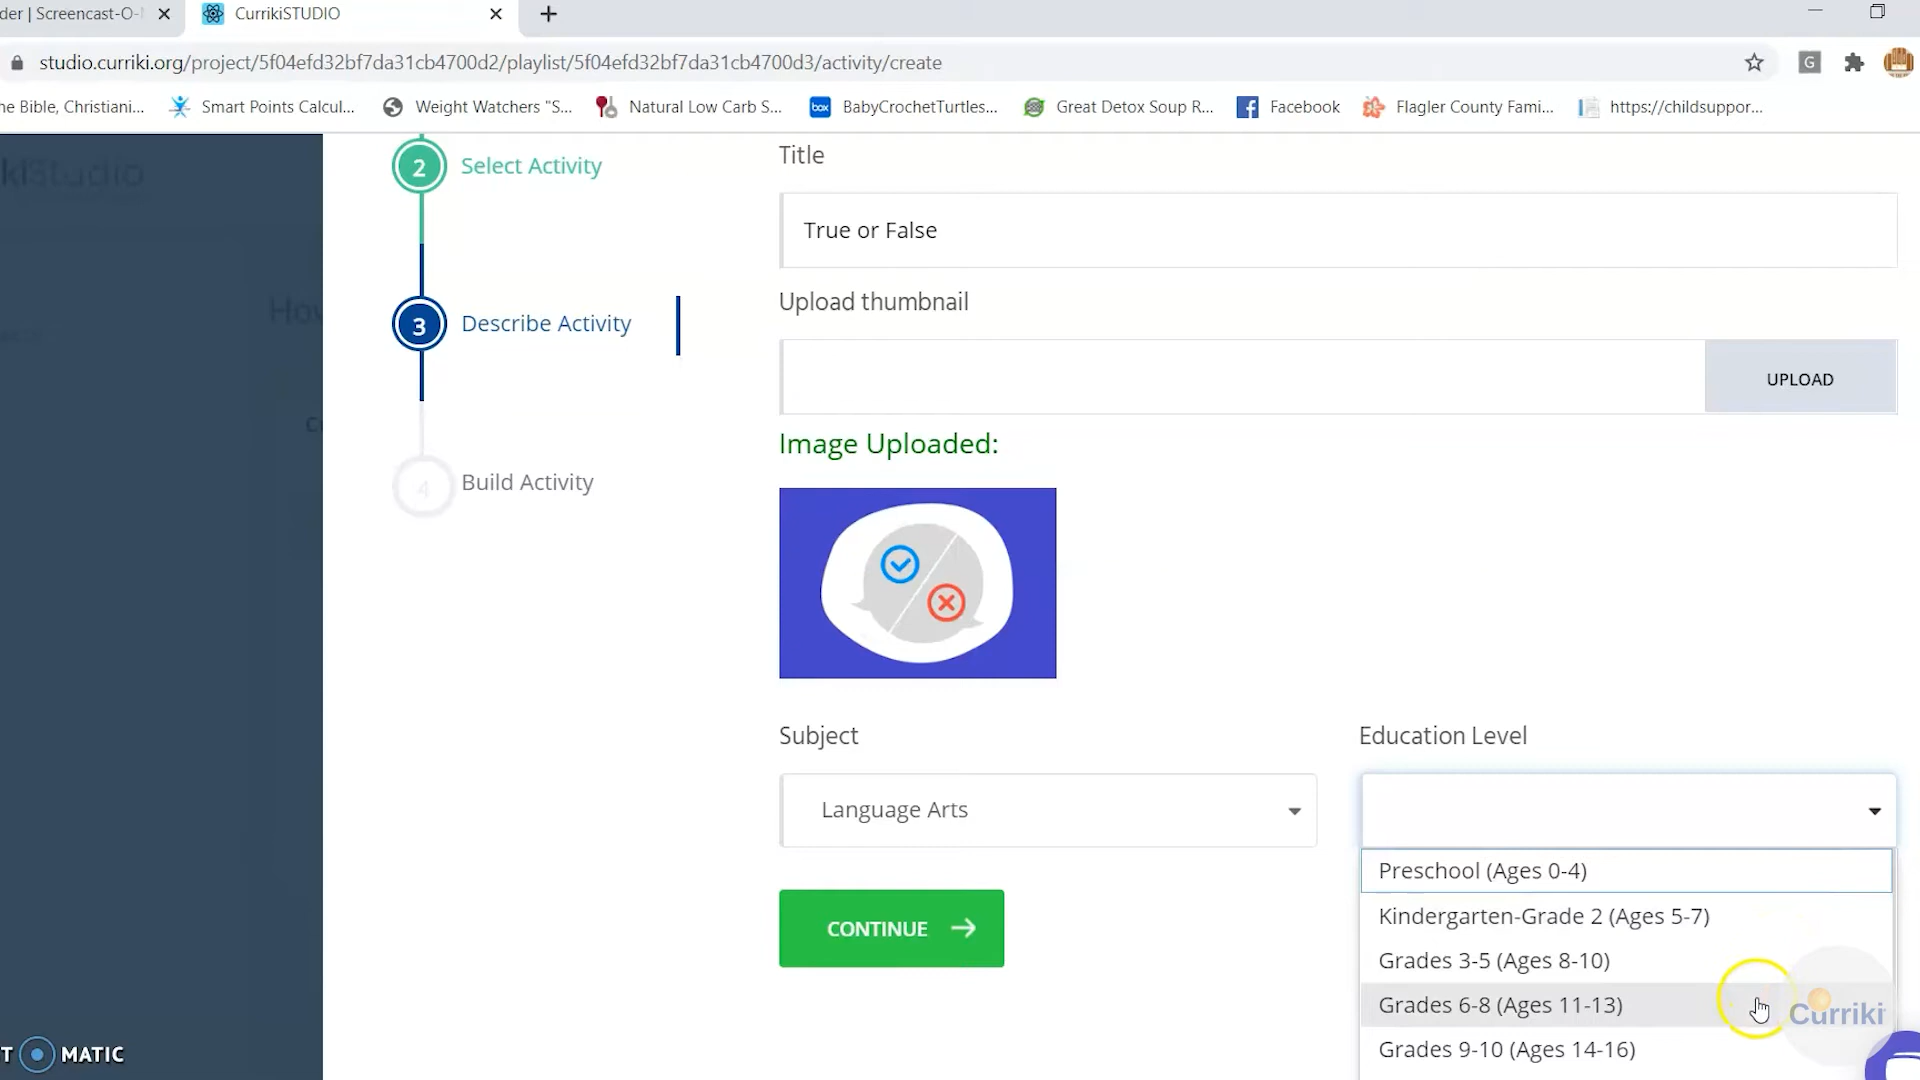 der | Screencast-O-
CurrikiSTUDIO
studio.curriki.org/project/5f04efd32bf7da31cb4700d2/playlist/5f04efd32bf7da31cb4700d3/activity/create
G
he Bible, Christiani...
Smart Points Calcul...
Weight Watchers "S...
Natural Low Carb S...
box
BabyCrochetTurtles...
Great Detox Soup R...
Facebook
Flagler County Fami...
https://childsuppor...
kiStudio
How
2
Select Activity
3
Describe Activity
4
Build Activity
Title
True or False
Upload thumbnail
UPLOAD
Image Uploaded:
Subject
Language Arts
Education Level
Preschool (Ages 0-4)
Kindergarten-Grade 2 (Ages 5-7)
Grades 3-5 (Ages 8-10)
Grades 6-8 (Ages 11-13)
Grades 9-10 (Ages 14-16)
CONTINUE
Curriki
T MATIC